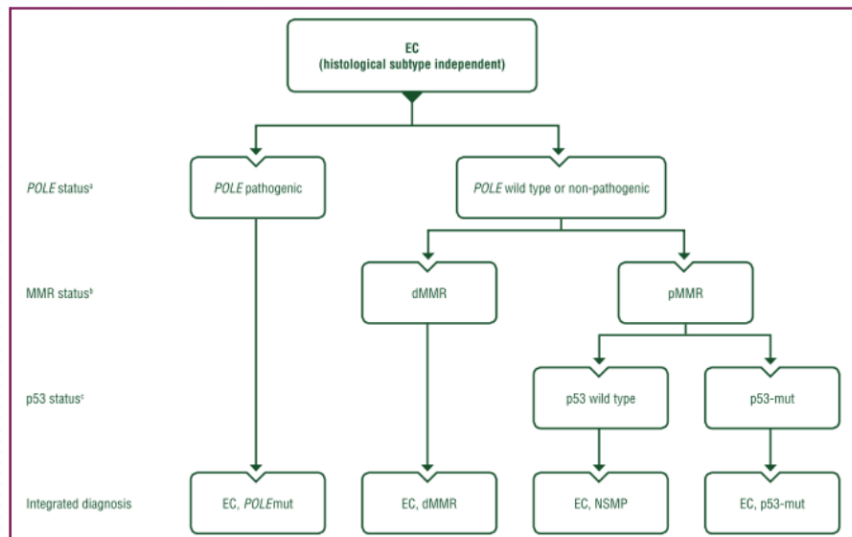 EC
(histological subtype independent)
POLE statusᵃ
POLE pathogenic
POLE wild type or non-pathogenic
MMR statusᵇ
dMMR
pMMR
p53 statusᶜ
p53 wild type
p53-mut
Integrated diagnosis
EC, POLEmut
EC, dMMR
EC, NSMP
EC, p53-mut